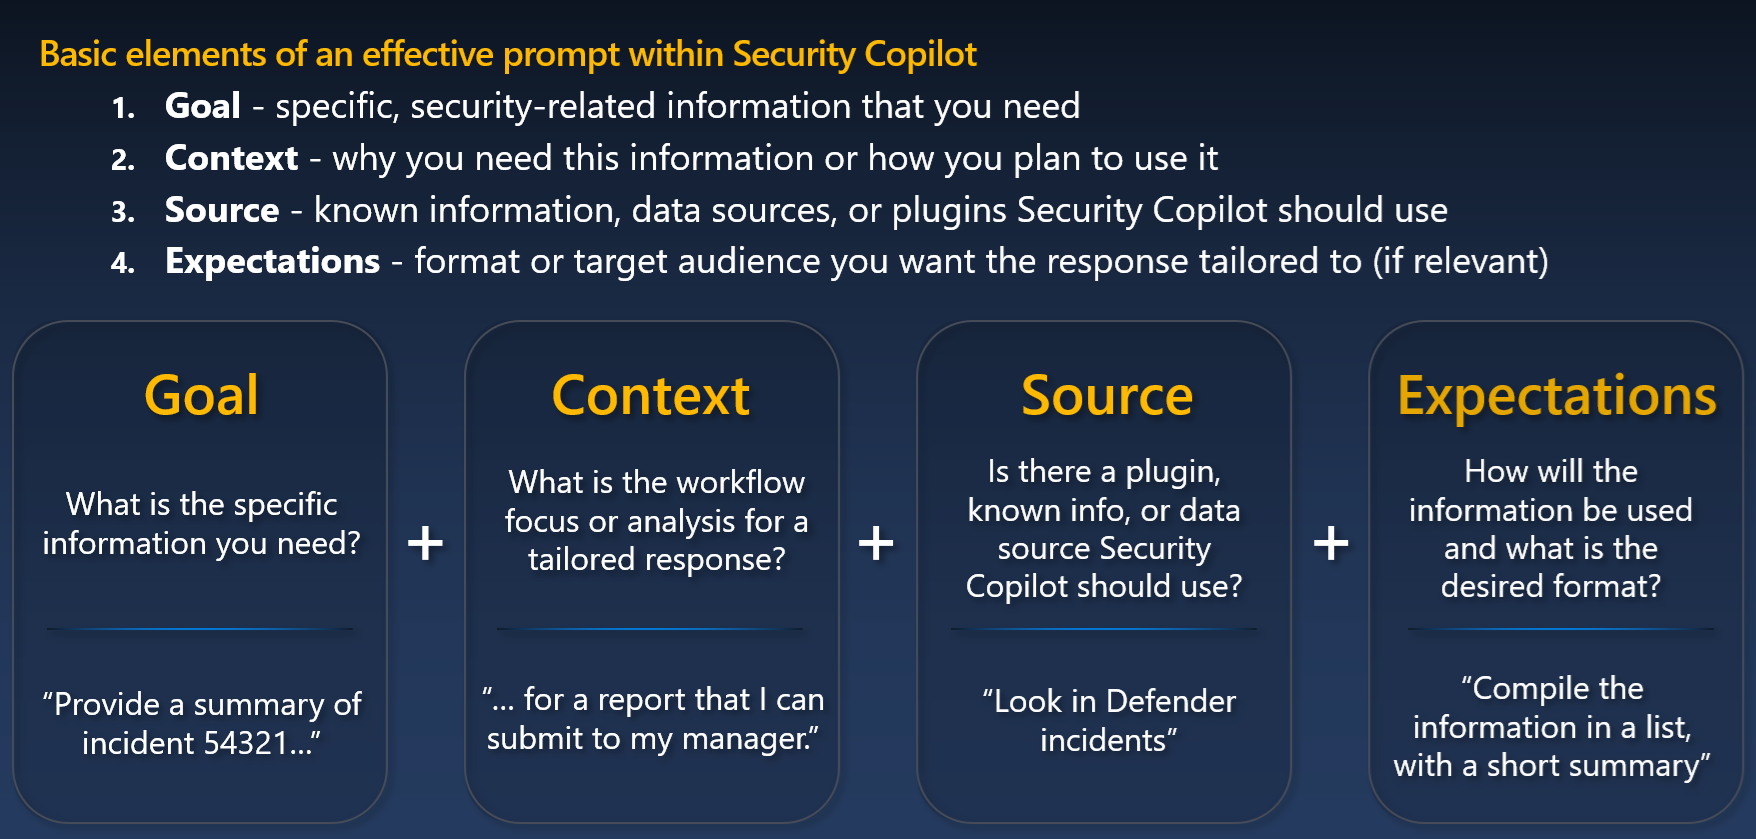 Basic elements of an effective prompt within Security Copilot
1. Goal - specific, security-related information that you need
2. Context - why you need this information or how you plan to use it
3. Source - known information, data sources, or plugins Security Copilot should use
4. Expectations - format or target audience you want the response tailored to (if relevant)
Goal
What is the specific
information you need?
“Provide a summary of
incident 54321...”
+
Context
What is the workflow
focus or analysis for a
tailored response?
“... for a report that I can
submit to my manager.”
+
Source
Is there a plugin,
known info, or data
source Security
Copilot should use?
“Look in Defender
incidents”
+
Expectations
How will the
information be used
and what is the
desired format?
“Compile the
information in a list,
with a short summary”